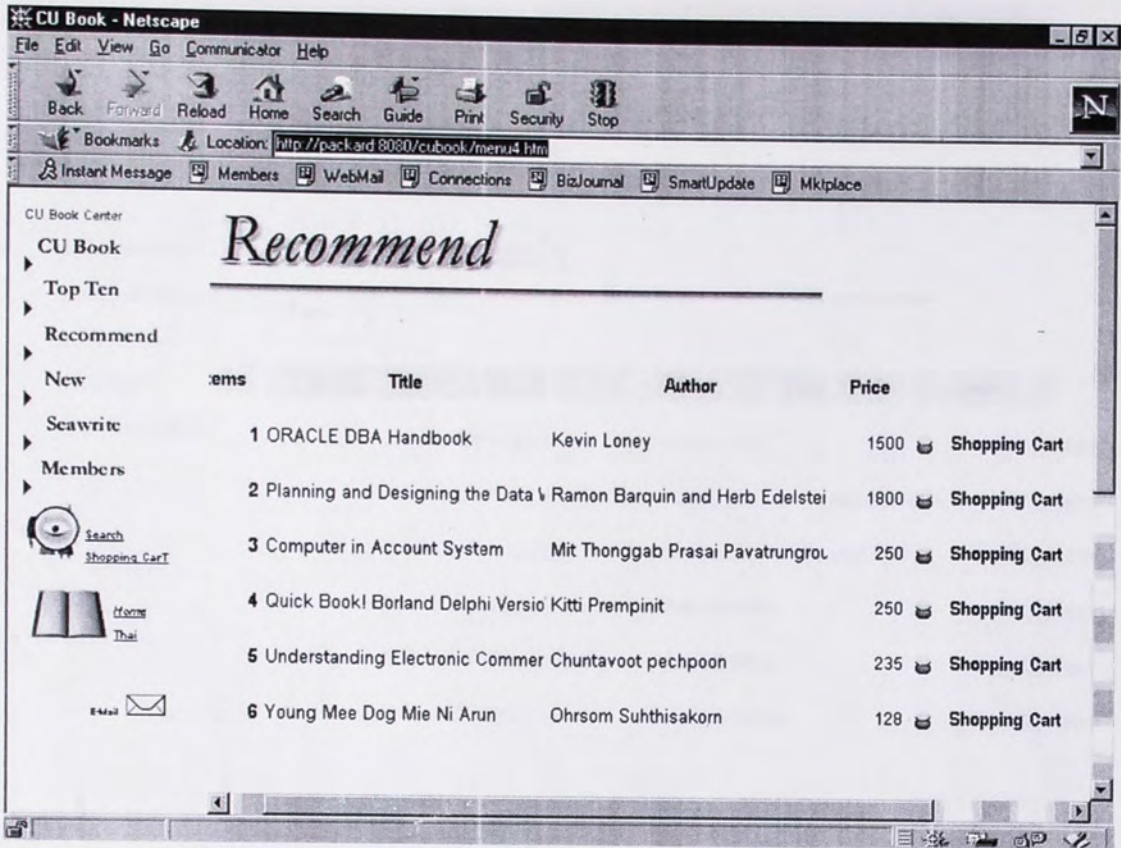 CU Book - Netscape
File Edit View Go Communicator Help
Back Forward Reload Home Search Guide Print Security Stop
N
Bookmarks Location: http://packard:8080/cubook/menu4.htm
Instant Message Members WebMail Connections BizJournal SmartUpdate Mktplace
CU Book Center
CU Book
Top Ten
Recommend
New
Seawrite
Members
Search
Shopping CarT
Home
Thai
E-Mail
Recommend
:ems Title Author Price
1 ORACLE DBA Handbook Kevin Loney 1500 Shopping Cart
2 Planning and Designing the Data Ramon Barquin and Herb Edelstei 1800 Shopping Cart
3 Computer in Account System Mit Thonggab Prasai Pavatrungrou 250 Shopping Cart
4 Quick Book! Borland Delphi Versio Kitti Prempinit 250 Shopping Cart
5 Understanding Electronic Commer Chuntavoot pechpoon 235 Shopping Cart
6 Young Mee Dog Mie Ni Arun Ohrsom Suhthisakorn 128 Shopping Cart